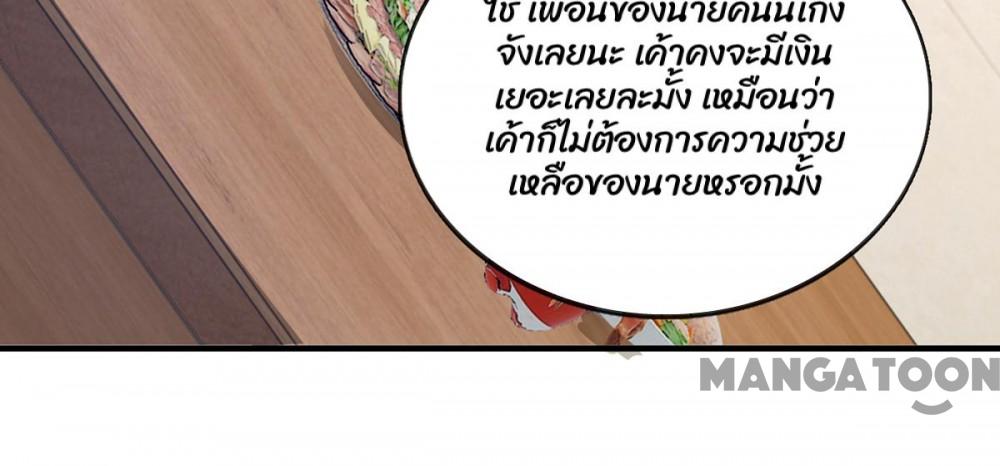 ใช่ เพื่อนของนายคนนั้นเก่ง
จังเลยนะ เค้าคงจะมีเงิน
เยอะเลยละมั้ง เหมือนว่า
เค้าก็ไม่ต้องการความช่วย
เหลือของนายหรอกมั้ง
MANGATOON